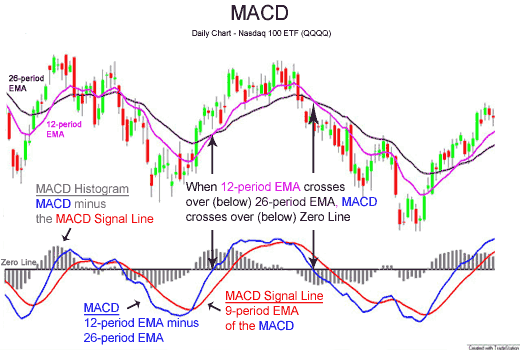 MACD
Daily Chart - Nasdaq 100 ETF (QQQQ)
26-period
EMA
12-period
EMA
MACD Histogram
MACD minus
the MACD Signal Line
When 12-period EMA crosses
over (below) 26-period EMA, MACD
crosses over (below) Zero Line
Zero Line
MACD
12-period EMA minus
26-period EMA
MACD Signal Line
9-period EMA
of the MACD
Created with TradeStation